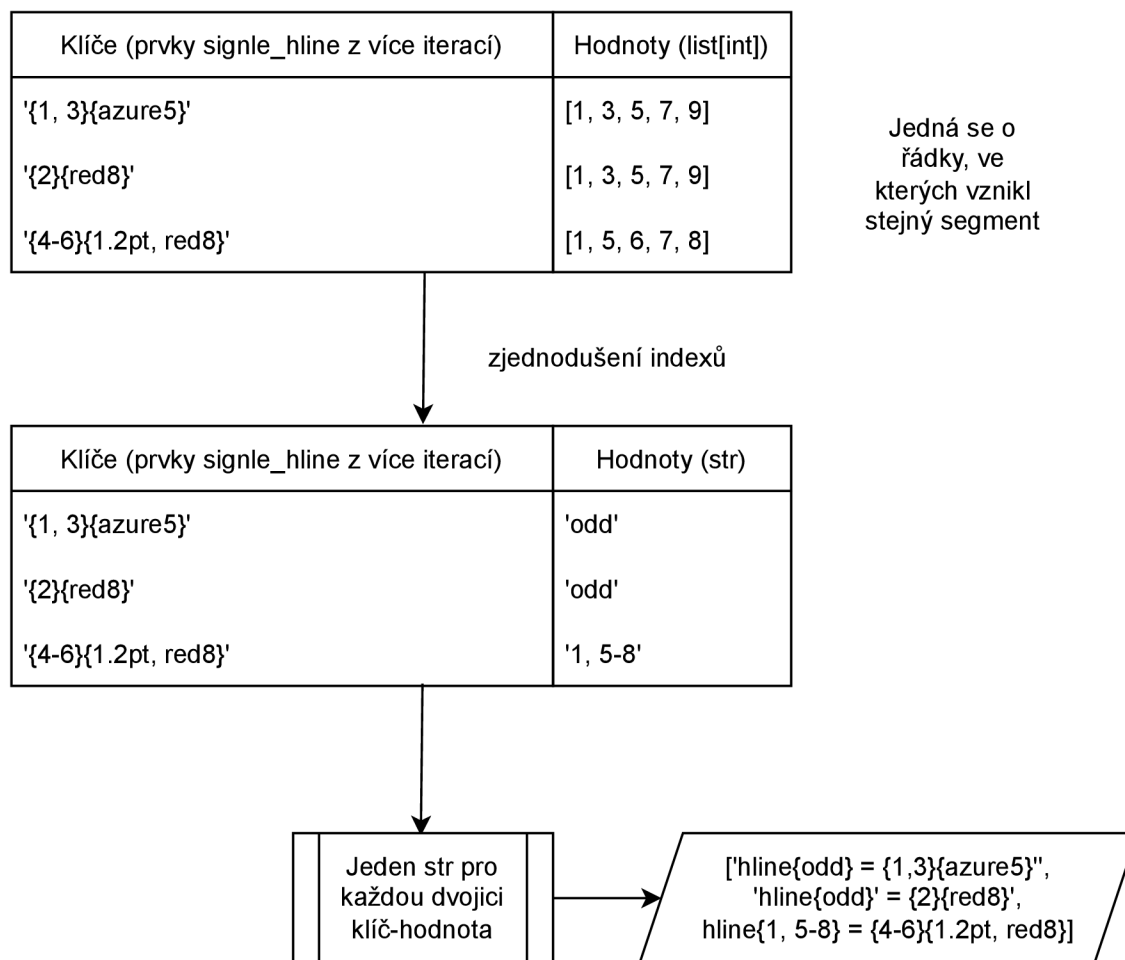 Klíče (prvky signle_hline z více iterací) Hodnoty (list[int])
'{1, 3}{azure5}' [1, 3, 5, 7, 9]
'{2}{red8}' [1, 3, 5, 7, 9]
'{4-6}{1.2pt, red8}' [1, 5, 6, 7, 8]
Jedná se o
řádky, ve
kterých vznikl
stejný segment
zjednodušení indexů
Klíče (prvky signle_hline z více iterací) Hodnoty (str)
'{1, 3}{azure5}' 'odd'
'{2}{red8}' 'odd'
'{4-6}{1.2pt, red8}' '1, 5-8'
Jeden str pro
každou dvojici
klíč-hodnota
['hline{odd} = {1,3}{azure5}'',
'hline{odd}' = {2}{red8}',
hline{1, 5-8} = {4-6}{1.2pt, red8}]